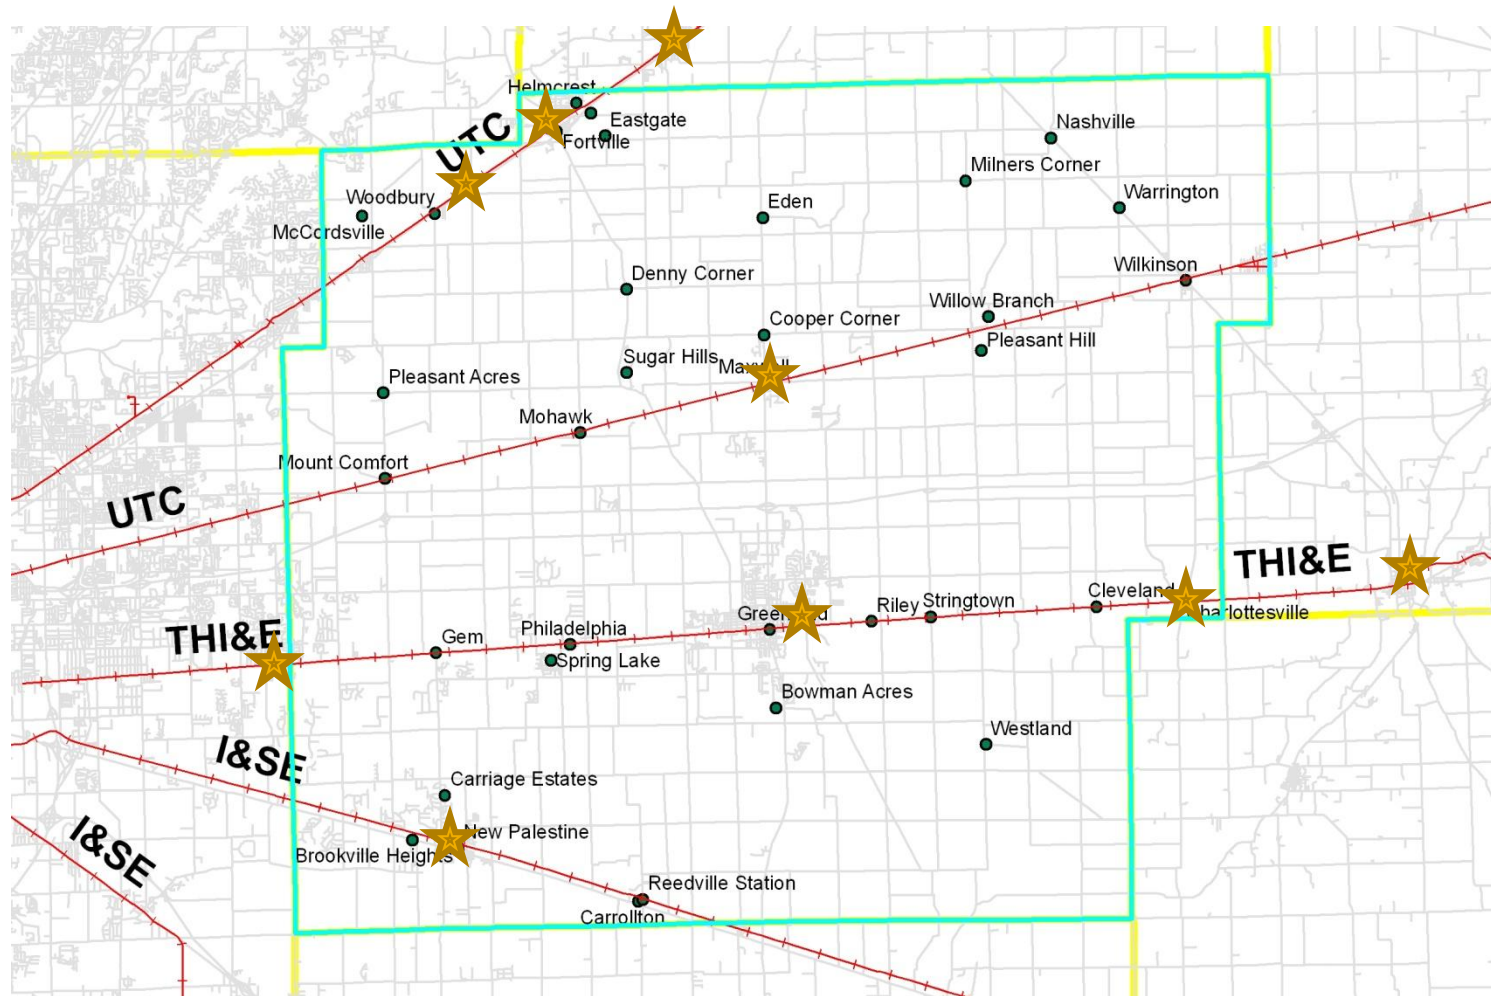 Helmcrest
Eastgate
Fortville
UTC
Nashville
Milners Corner
Warrington
Woodbury
McCordsville
Eden
Denny Corner
Wilkinson
Willow Branch
Cooper Corner
Pleasant Hill
Sugar Hills
Pleasant Acres
Mohawk
Mount Comfort
UTC
THI&E
Cleveland
Riley
Stringtown
THI&E
Gem
Philadelphia
Spring Lake
Bowman Acres
Westland
I&SE
Carriage Estates
New Palestine
Brookville Heights
I&SE
Reedville Station
Carrollton